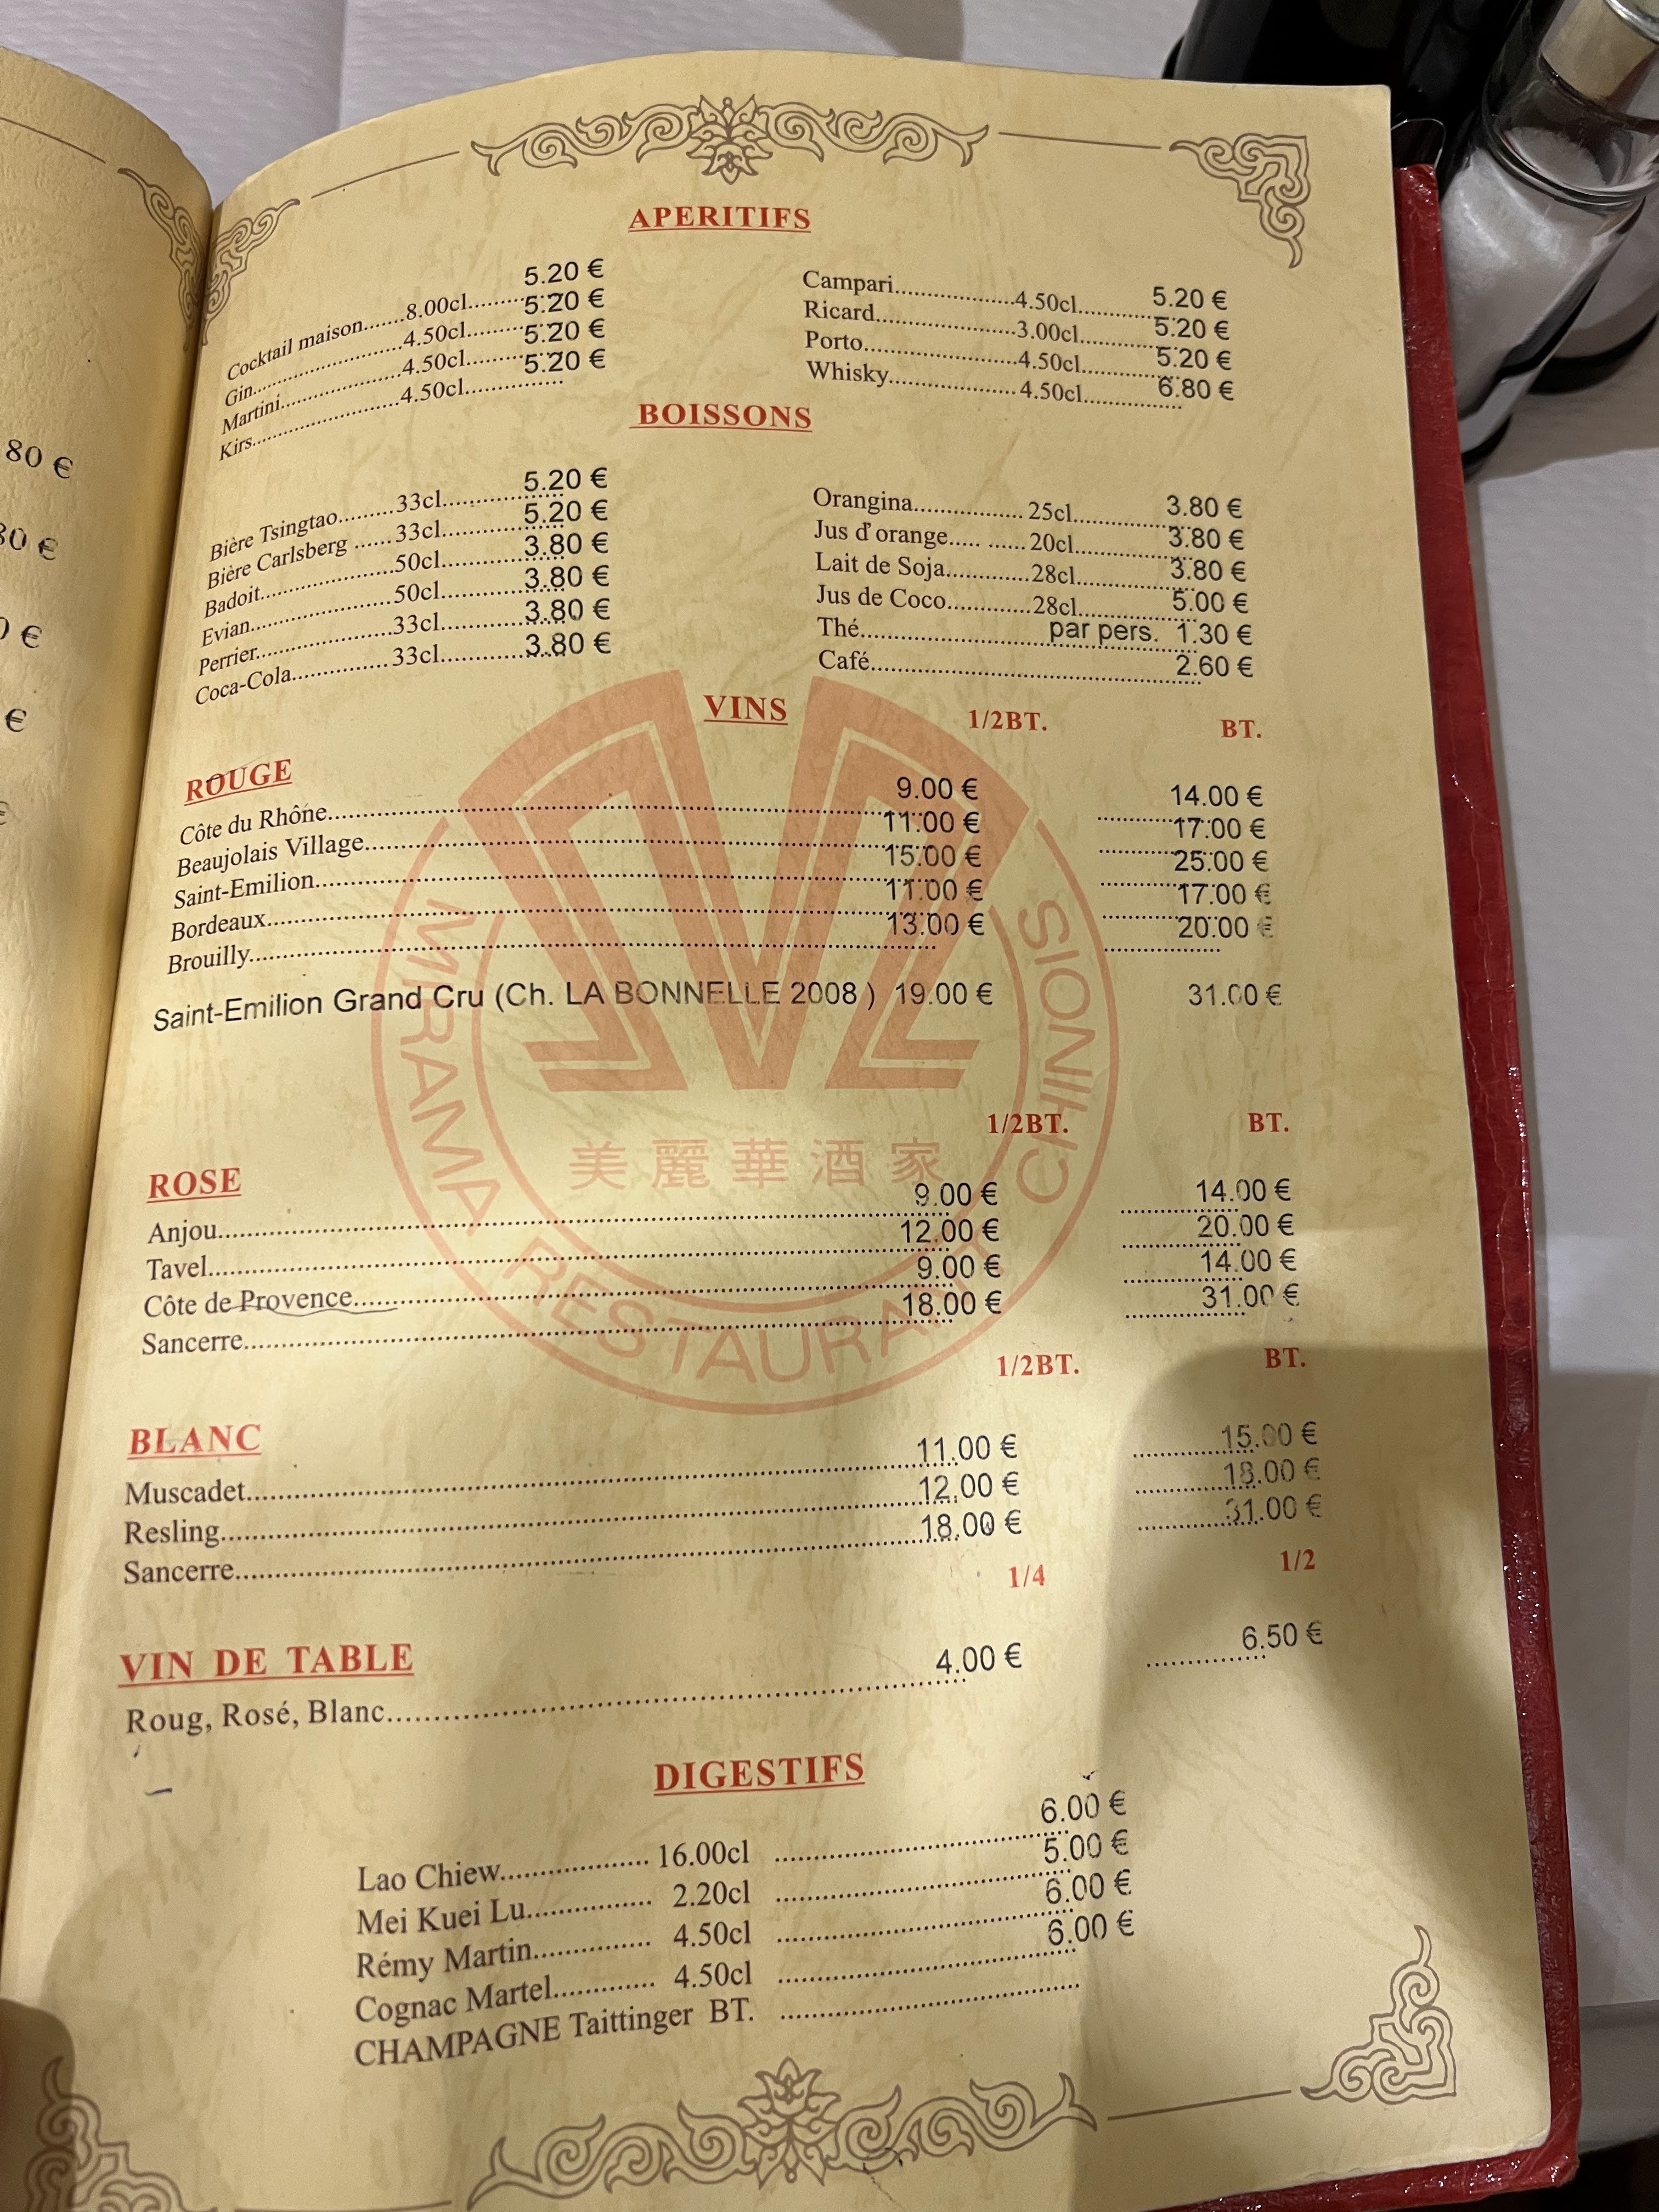 80 €
80 €
0 €
€
€
APERITIFS
Cocktail maison.......8.00cl..........5.20 €
Gin.......................4.50cl..........5.20 €
Martini...................4.50cl..........5.20 €
Kirs.......................4.50cl..........5.20 €
Campari...................4.50cl..........5.20 €
Ricard......................3.00cl..........5.20 €
Porto........................4.50cl..........5.20 €
Whisky....................4.50cl..........6.80 €
BOISSONS
Bière Tsingtao.........33cl..........5.20 €
Bière Carlsberg ......33cl..........5.20 €
Badoit....................50cl..........3.80 €
Evian.....................50cl..........3.80 €
Perrier....................33cl..........3.80 €
Coca-Cola..............33cl..........3.80 €
Orangina................25cl..........3.80 €
Jus d'orange..... ......20cl..........3.80 €
Lait de Soja............28cl..........3.80 €
Jus de Coco............28cl..........5.00 €
Thé..........par pers. 1.30 €
Café..........2.60 €
VINS 1/2BT. BT.
ROUGE
Côte du Rhône..........9.00 € 14.00 €
Beaujolais Village..........11.00 € 17.00 €
Saint-Emilion..........15.00 € 25.00 €
Bordeaux..........11.00 € 17.00 €
Brouilly..........13.00 € 20.00 €
Saint-Emilion Grand Cru (Ch. LA BONNELLE 2008 ) 19.00 € 31.00 €
MIRAMA RESTAURANT CHINOIS
美麗華酒家
1/2BT. BT.
ROSE
Anjou..........9.00 € 14.00 €
Tavel..........12.00 € 20.00 €
Côte de Provence..........9.00 € 14.00 €
Sancerre..........18.00 € 31.00 €
1/2BT. BT.
BLANC
Muscadet..........11.00 € 15.00 €
Resling..........12.00 € 18.00 €
Sancerre..........18.00 € 31.00 €
1/4 1/2
VIN DE TABLE
Roug, Rosé, Blanc..........4.00 € 6.50 €
DIGESTIFS
Lao Chiew................... 16.00cl ..........6.00 €
Mei Kuei Lu................ 2.20cl ..........5.00 €
Rémy Martin............... 4.50cl ..........6.00 €
Cognac Martel............. 4.50cl ..........6.00 €
CHAMPAGNE Taittinger BT. ..........